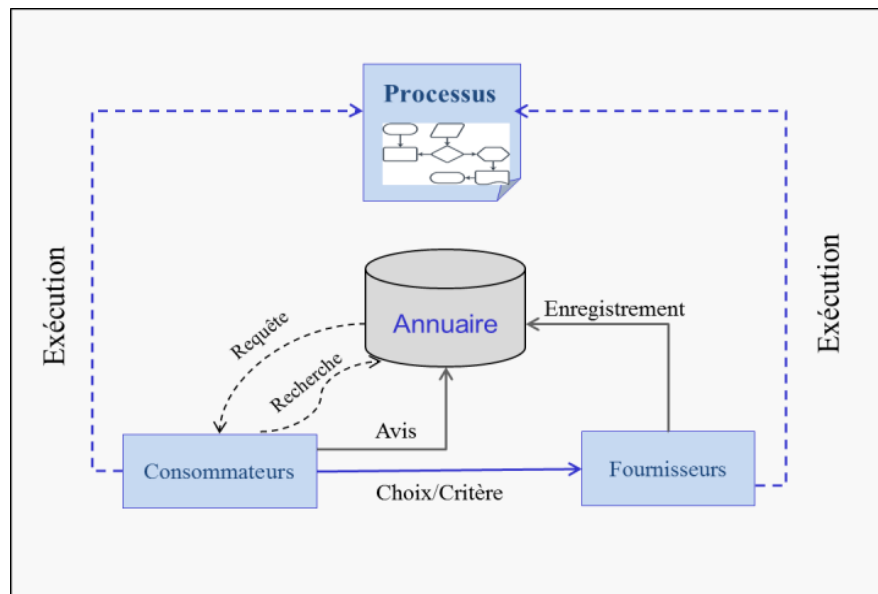 Processus
Exécution
Exécution
Annuaire
Enregistrement
Requête
Recherche
Avis
Consommateurs
Fournisseurs
Choix/Critère